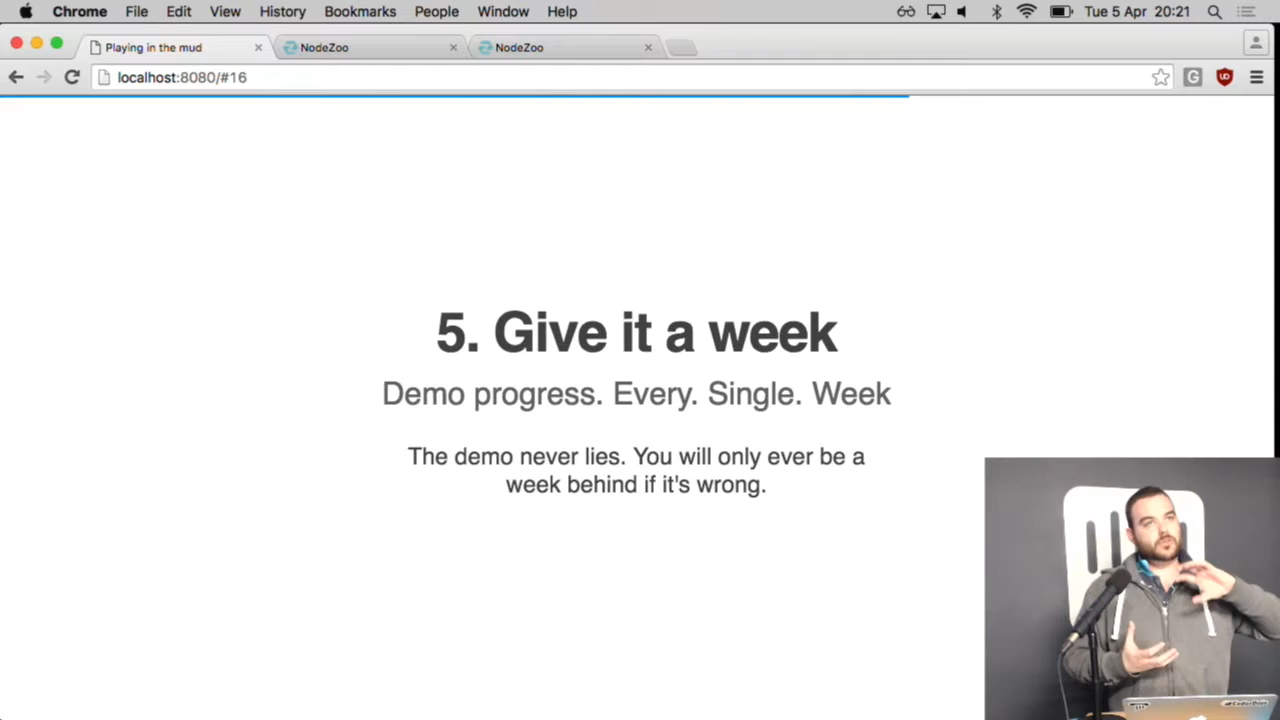 Chrome File Edit View History Bookmarks People Window Help Tue 5 Apr 20:21
Playing in the mud NodeZoo NodeZoo
localhost:8080/#16
5. Give it a week
Demo progress. Every. Single. Week
The demo never lies. You will only ever be a
week behind if it's wrong.